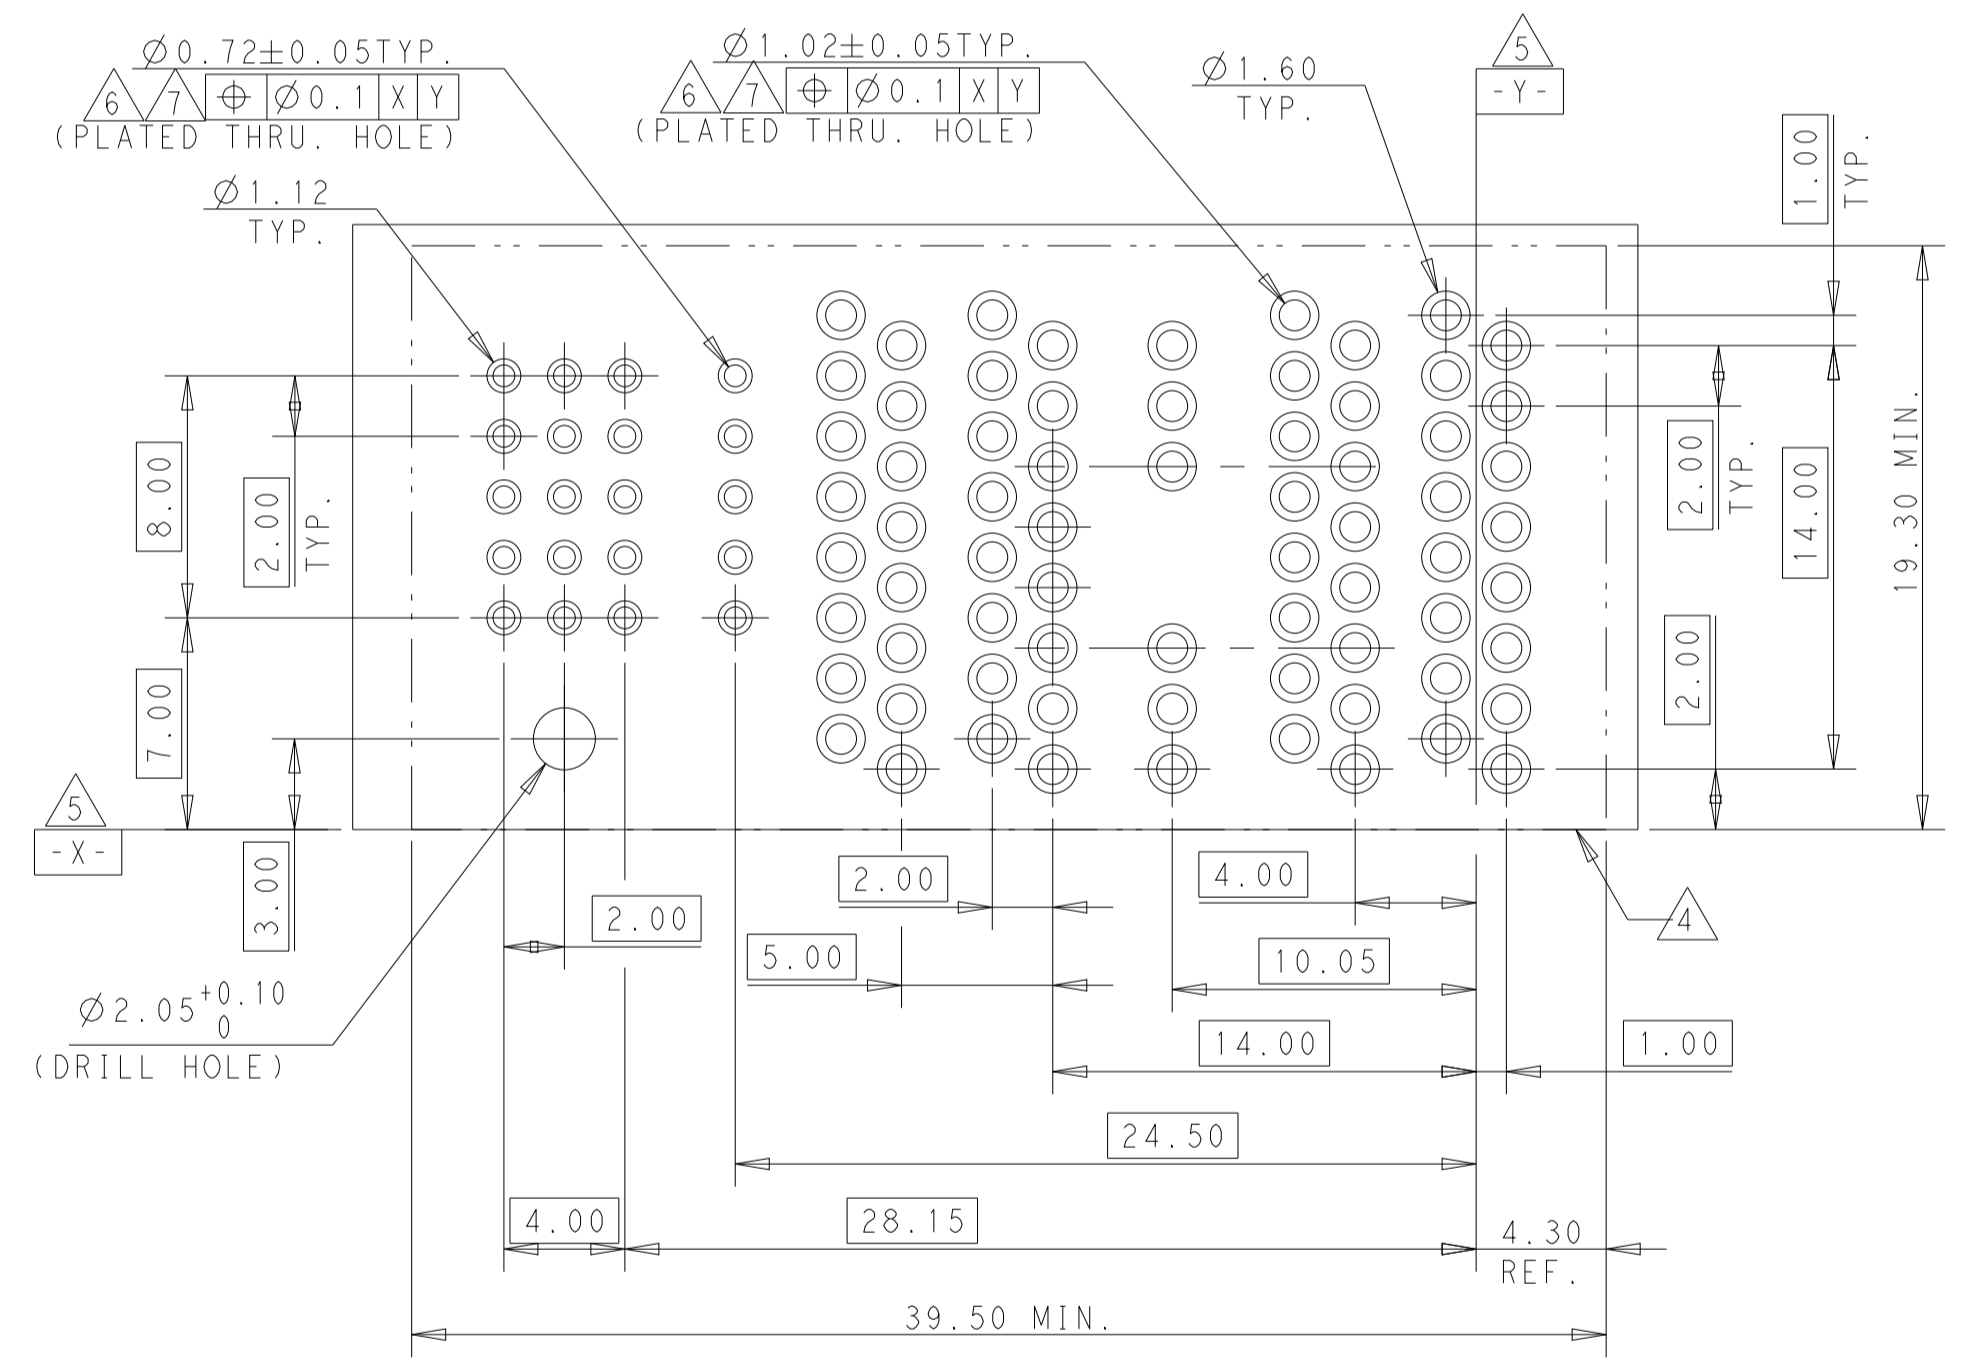 Ø0.72±0.05TYP.
6 7 ⌖ Ø0.1 X Y
(PLATED THRU. HOLE)
Ø1.02±0.05TYP.
6 7 ⌖ Ø0.1 X Y
(PLATED THRU. HOLE)
Ø1.60
TYP.
5
-Y-
1.00
TYP.
Ø1.12
TYP.
8.00
2.00
TYP.
7.00
3.00
5
-X-
2.00
TYP.
14.00
19.30 MIN.
2.00
4
2.00
2.00
4.00
5.00
10.05
Ø2.05 +0.10
0
(DRILL HOLE)
14.00
1.00
24.50
4.00
28.15
4.30
REF.
39.50 MIN.